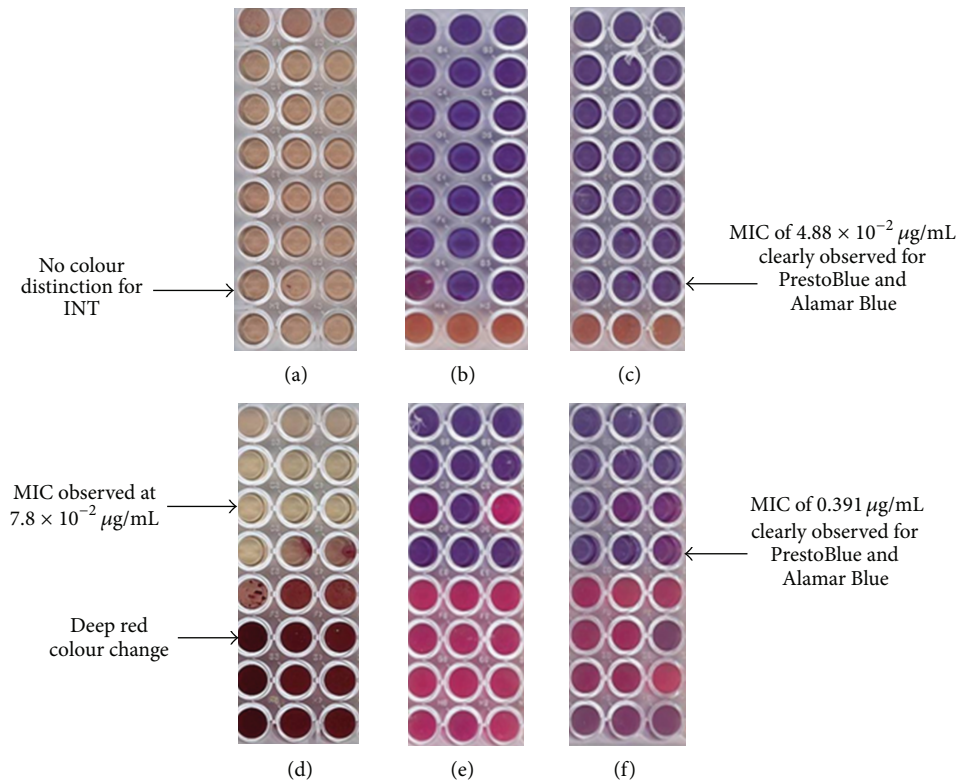 No colour
distinction for
INT
MIC of 4.88 × 10⁻² μg/mL
clearly observed for
PrestoBlue and
Alamar Blue
(a)
(b)
(c)
MIC observed at
7.8 × 10⁻² μg/mL
Deep red
colour change
MIC of 0.391 μg/mL
clearly observed for
PrestoBlue and
Alamar Blue
(d)
(e)
(f)